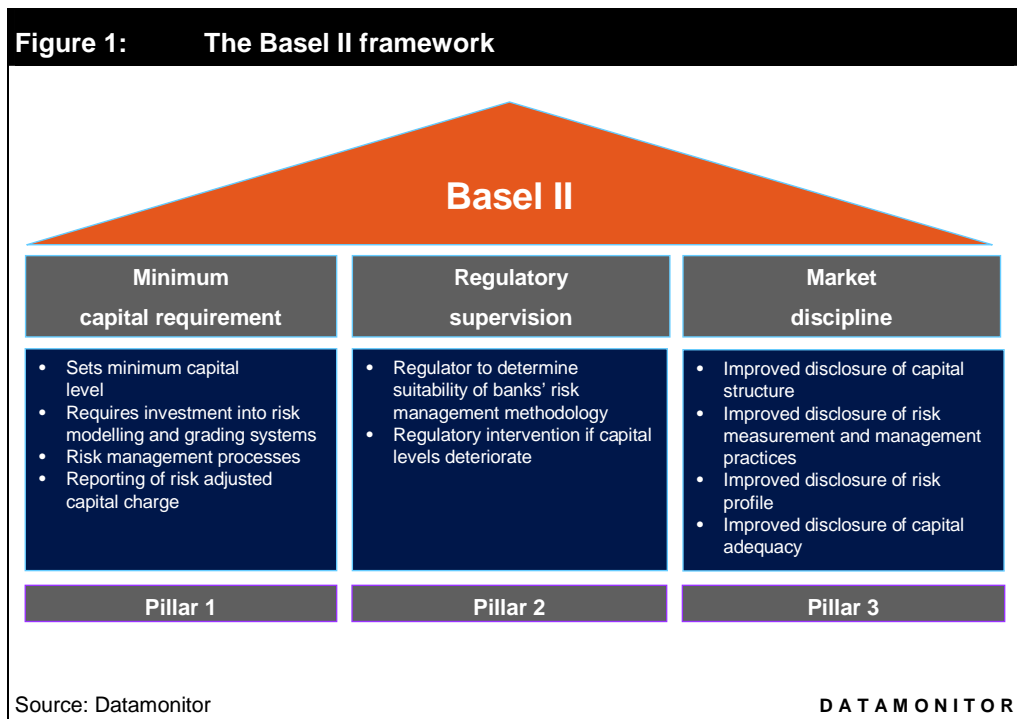 Figure 1: The Basel II framework
Basel II
Minimum
capital requirement
• Sets minimum capital
level
• Requires investment into risk
modelling and grading systems
• Risk management processes
• Reporting of risk adjusted
capital charge
Pillar 1
Regulatory
supervision
• Regulator to determine
suitability of banks’ risk
management methodology
• Regulatory intervention if capital
levels deteriorate
Pillar 2
Market
discipline
• Improved disclosure of capital
structure
• Improved disclosure of risk
measurement and management
practices
• Improved disclosure of risk
profile
• Improved disclosure of capital
adequacy
Pillar 3
Source: Datamonitor
DATAMONITOR